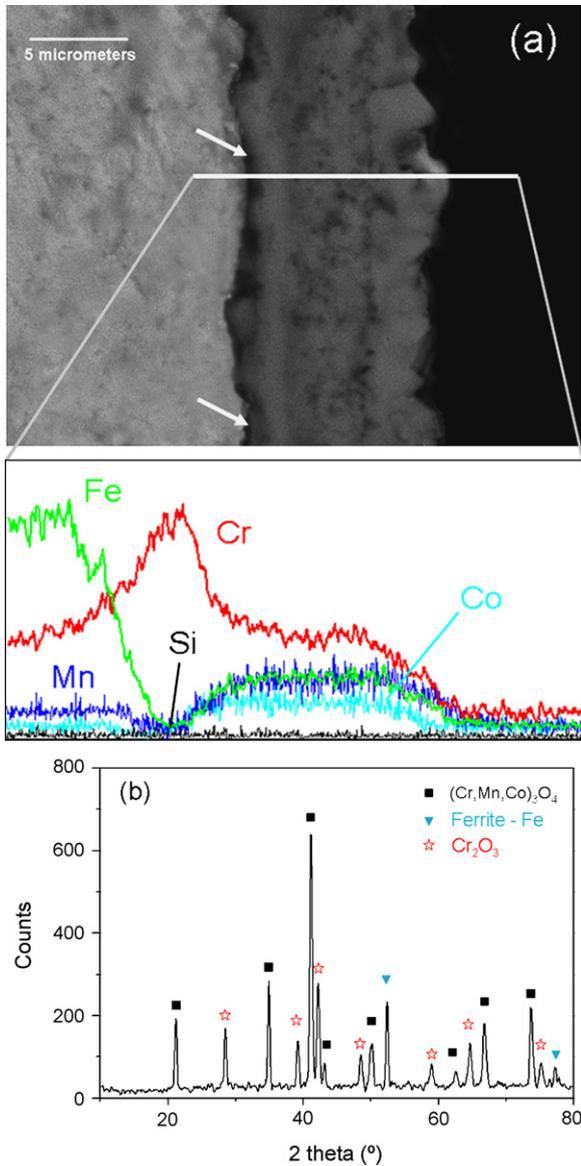 (a)
5 micrometers
Fe
Cr
Co
Si
Mn
(b)
(Cr,Mn,Co)₃O₄
Ferrite - Fe
Cr₂O₃
800
600
400
200
0
Counts
20
40
60
80
2 theta (º)